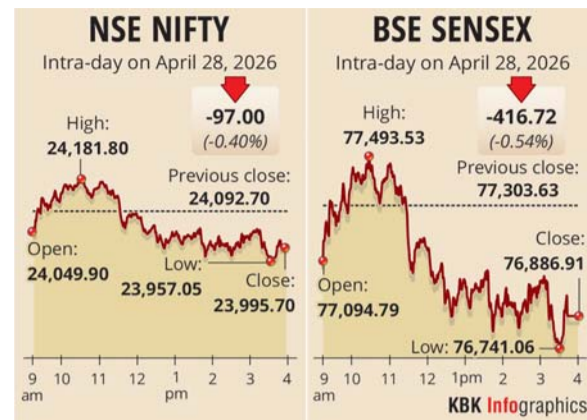 NSE NIFTY
Intra-day on April 28, 2026
-97.00
(-0.40%)
High:
24,181.80
Previous close:
24,092.70
Open:
24,049.90
Low:
23,957.05
Close:
23,995.70
9 10 11 12 1 2 3 4
am pm
BSE SENSEX
Intra-day on April 28, 2026
-416.72
(-0.54%)
High:
77,493.53
Previous close:
77,303.63
Close:
76,886.91
Open:
77,094.79
Low: 76,741.06
9 10 11 12 1pm 2 3 4
am
KBK Infographics